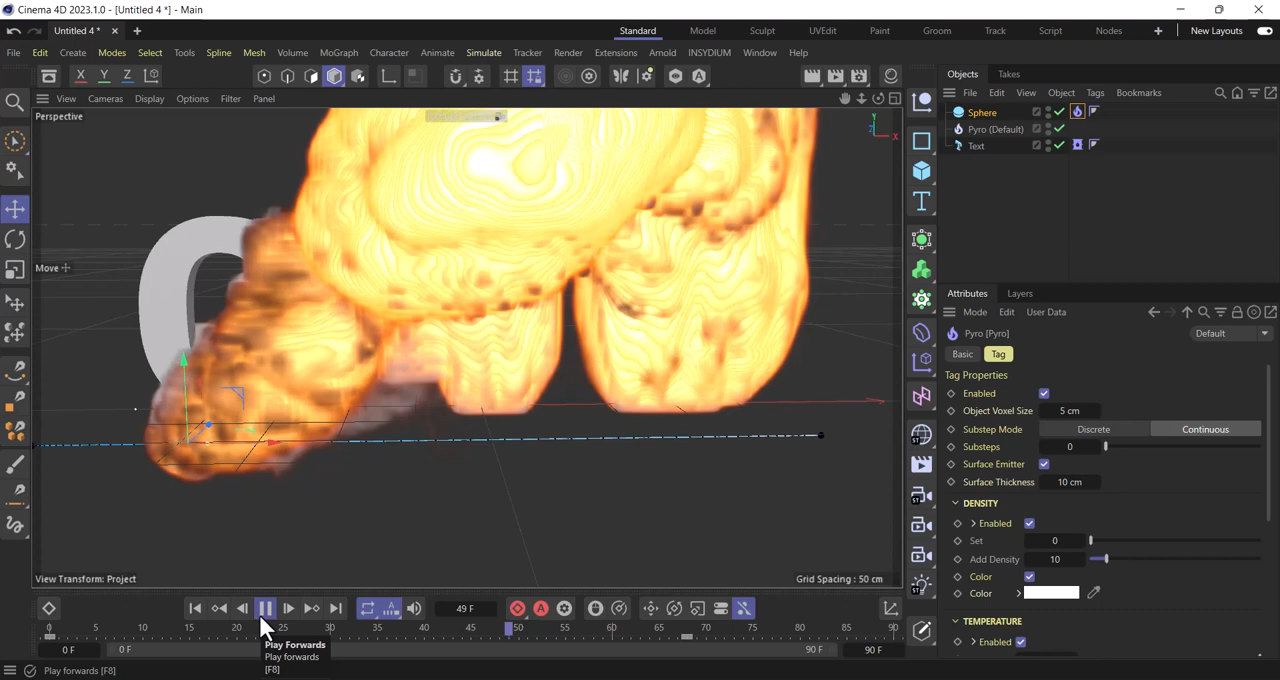 Cinema 4D 2023.1.0 - [Untitled 4 *] - Main
Untitled 4 * × +
Standard Model Sculpt UVEdit Paint Groom Track Script Nodes + New Layouts
File Edit Create Modes Select Tools Spline Mesh Volume MoGraph Character Animate Simulate Tracker Render Extensions Arnold INSYDIUM Window Help
X Y Z
Objects Takes
View Cameras Display Options Filter Panel
File Edit View Object Tags Bookmarks
Perspective
Y
Z X
Sphere
Pyro (Default)
Text
Move
Attributes Layers
Mode Edit User Data
Pyro [Pyro]
Default
Basic Tag
Tag Properties
Enabled
Object Voxel Size 5 cm
Substep Mode Discrete Continuous
Substeps 0
Surface Emitter
Surface Thickness 10 cm
DENSITY
> Enabled
Set 0
Add Density 10
Color
Color >
TEMPERATURE
> Enabled
ST
ST
ST
View Transform: Project
Grid Spacing : 50 cm
A
49 F
0 5 10 15 20 25 30 35 40 45 50 55 60 65 70 75 80 85 90
0 F 0 F 90 F 90 F
Play Forwards
Play forwards
[F8]
Play forwards [F8]